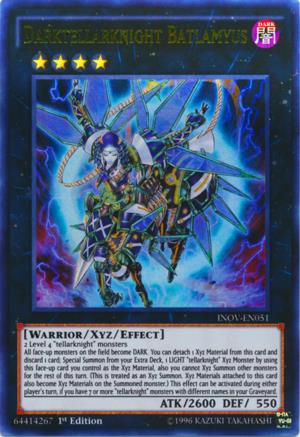 DARKTELLARKNIGHT BATLAMYUS
DARK
闇
INOV-EN051
[WARRIOR/XYZ/EFFECT]
2 Level 4 "tellarknight" monsters
All face-up monsters on the field become DARK. You can detach 1 Xyz Material from this card and
discard 1 card; Special Summon from your Extra Deck, 1 LIGHT "tellarknight" Xyz Monster by using
this face-up card you control as the Xyz Material, also you cannot Xyz Summon other monsters
for the rest of this turn. (This is treated as an Xyz Summon. Xyz Materials attached to this card
also become Xyz Materials on the Summoned monster.) This effect can be activated during either
player's turn, if you have 7 or more "tellarknight" monsters with different names in your Graveyard.
ATK/2600 DEF/ 550
64414267 1st Edition ©1996 KAZUKI TAKAHASHI